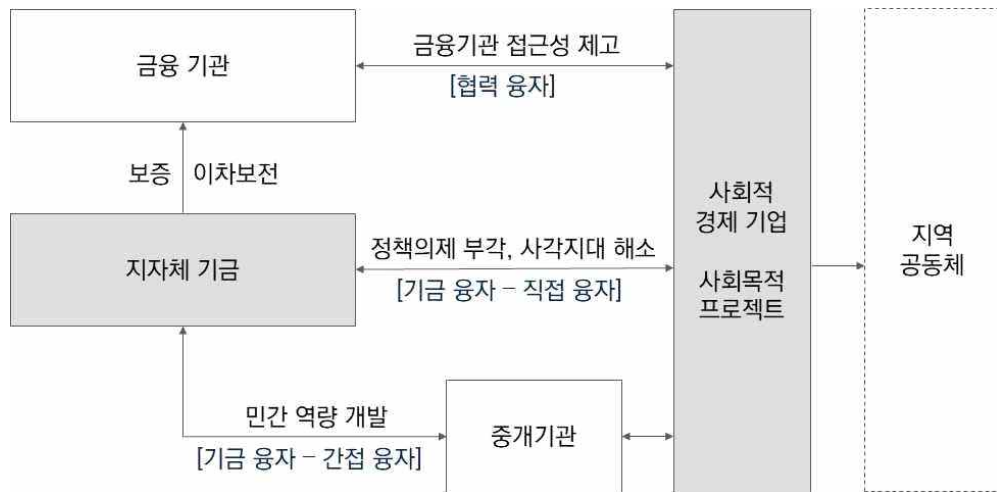 금융 기관
금융기관 접근성 제고
[협력 융자]
보증 이차보전
지자체 기금
정책의제 부각, 사각지대 해소
[기금 융자 – 직접 융자]
민간 역량 개발
[기금 융자 – 간접 융자]
중개기관
사회적
경제 기업
사회목적
프로젝트
지역
공동체